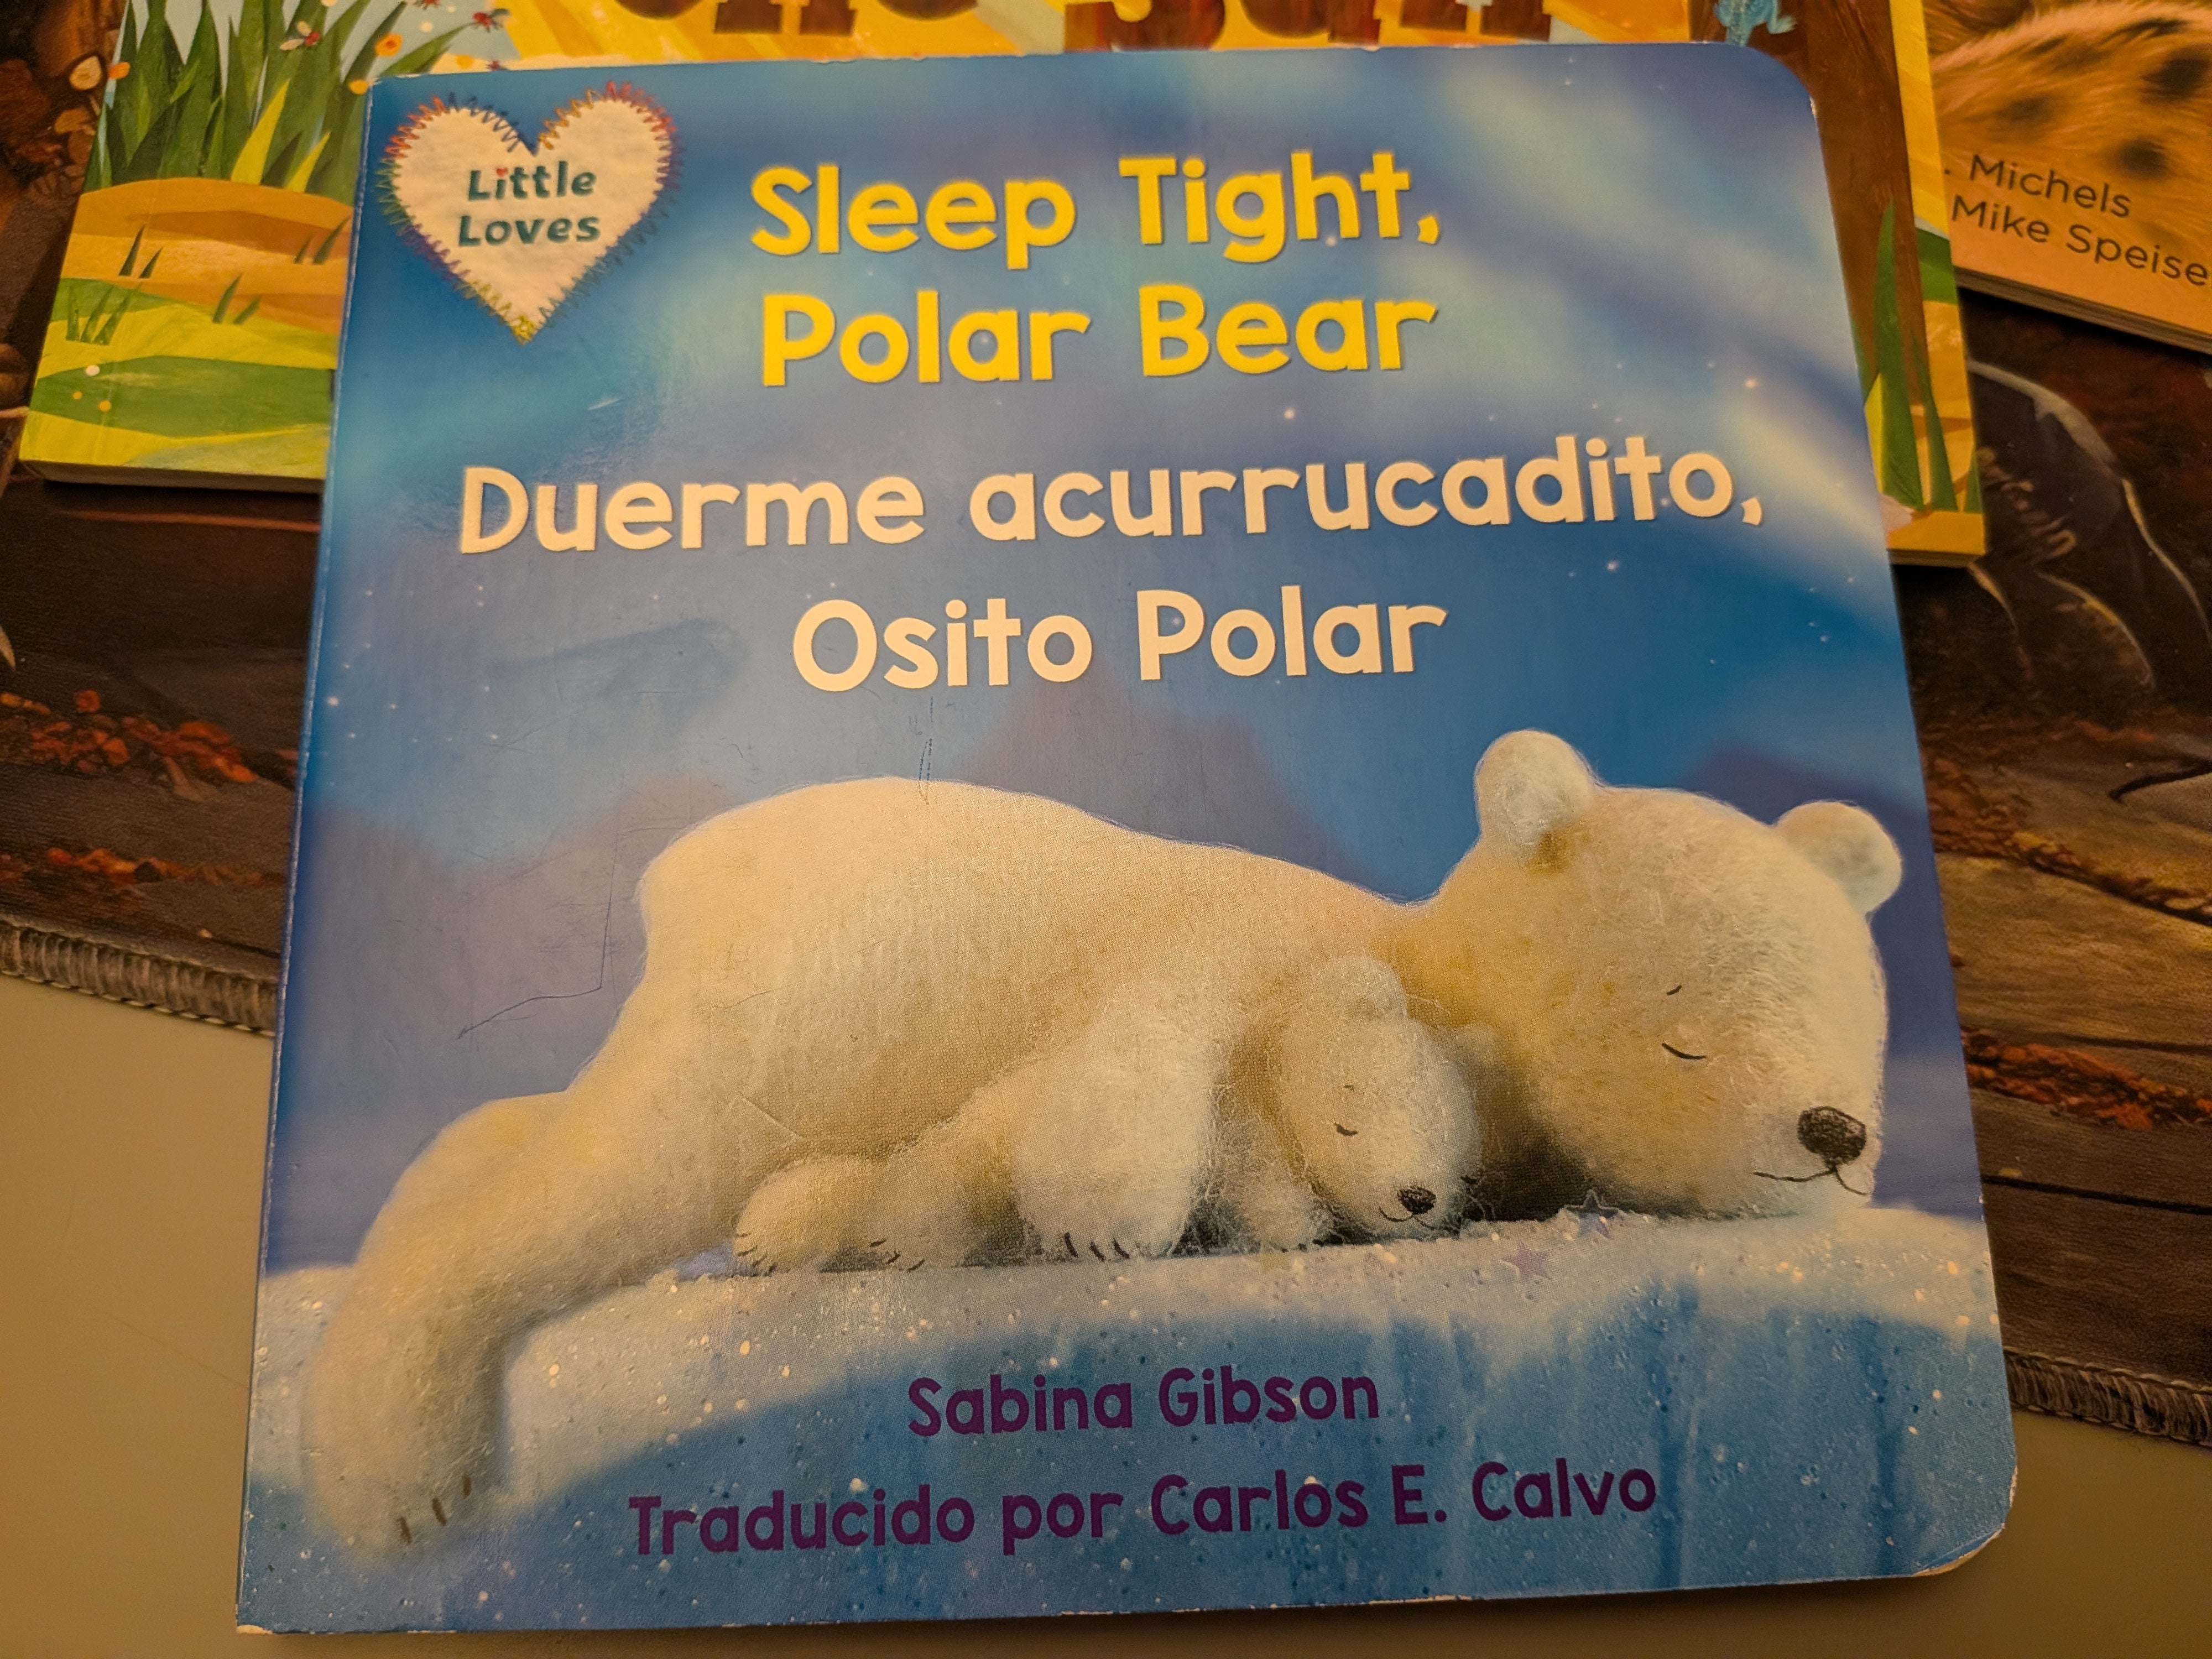 Little
Loves
Sleep Tight,
Polar Bear
Duerme acurrucadito,
Osito Polar
Sabina Gibson
Traducido por Carlos E. Calvo
Michels
Mike Speise